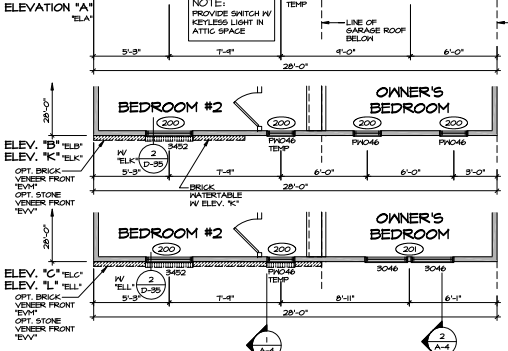 ELEVATION "A"
"ELA"
NOTE:
PROVIDE SWITCH W/
KEYLESS LIGHT IN
ATTIC SPACE
TEMP
LINE OF
GARAGE ROOF
BELOW
5'-3" 7'-9" 9'-0" 6'-0"
28'-0"
28'-0"
BEDROOM #2
OWNER'S
BEDROOM
200 200 200 200
ELEV. "B" "ELB"
ELEV. "K" "ELK"
W/
"ELK"
2
D-35
3452
PW046
TEMP
PW046
PW046
OPT. BRICK
VENEER FRONT
"EVM"
OPT. STONE
VENEER FRONT
"EVV"
5'-3" 7'-9" 6'-0" 6'-0" 3'-0"
BRICK
WATERTABLE
W/ ELEV. "K"
28'-0"
28'-0"
BEDROOM #2
OWNER'S
BEDROOM
200 200 201
ELEV. "C" "ELC"
ELEV. "L" "ELL"
W/
"ELL"
2
D-35
3452
PW046
TEMP
3046 3046
OPT. BRICK
VENEER FRONT
"EVM"
OPT. STONE
VENEER FRONT
"EVV"
5'-3" 7'-9" 8'-11" 6'-1"
28'-0"
1
A-4
2
A-4